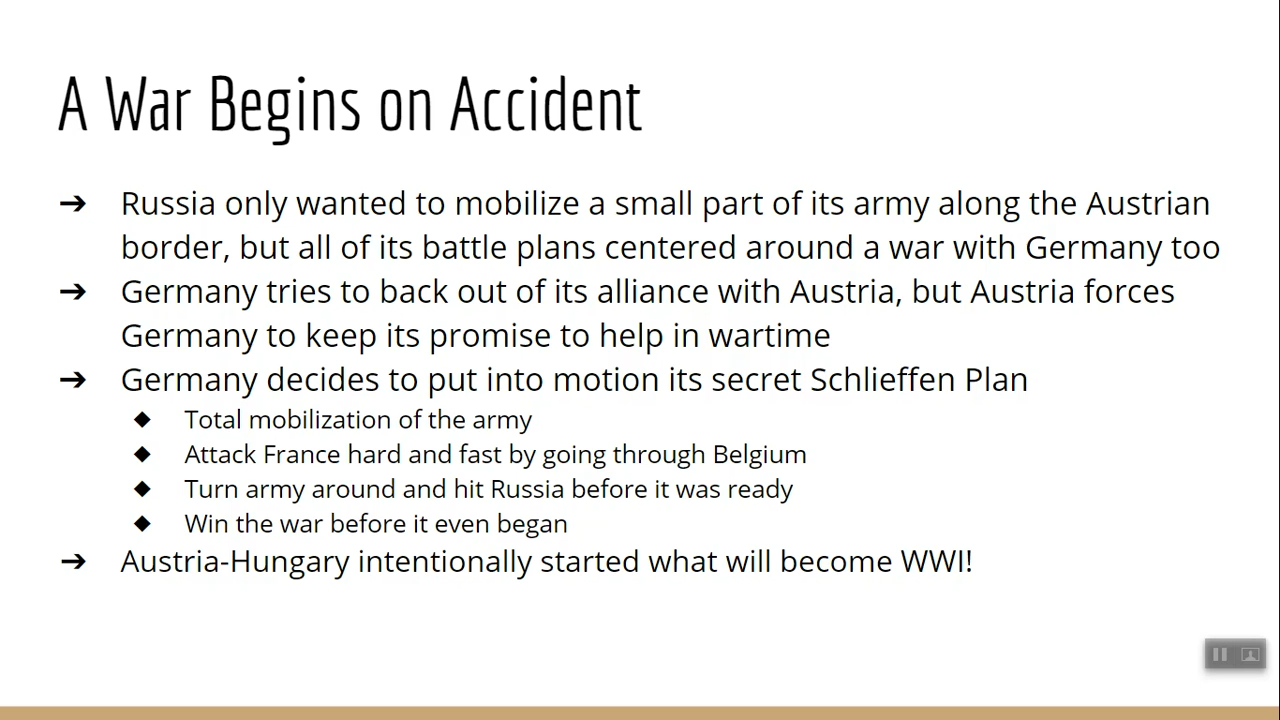 A War Begins on Accident
➔ Russia only wanted to mobilize a small part of its army along the Austrian
border, but all of its battle plans centered around a war with Germany too
➔ Germany tries to back out of its alliance with Austria, but Austria forces
Germany to keep its promise to help in wartime
➔ Germany decides to put into motion its secret Schlieffen Plan
◆ Total mobilization of the army
◆ Attack France hard and fast by going through Belgium
◆ Turn army around and hit Russia before it was ready
◆ Win the war before it even began
➔ Austria-Hungary intentionally started what will become WWI!